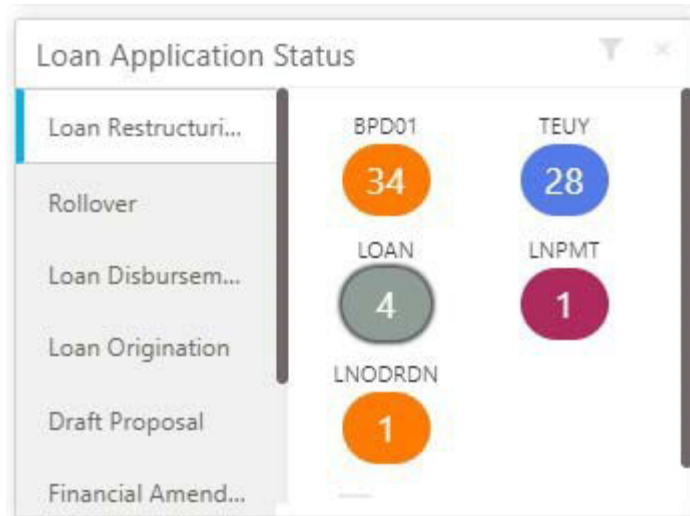 Loan Application Status
Loan Restructuri...
Rollover
Loan Disbursem...
Loan Origination
Draft Proposal
Financial Amend...
BPD01
TEUY
34
28
LOAN
LNPMT
4
1
LNODRDN
1